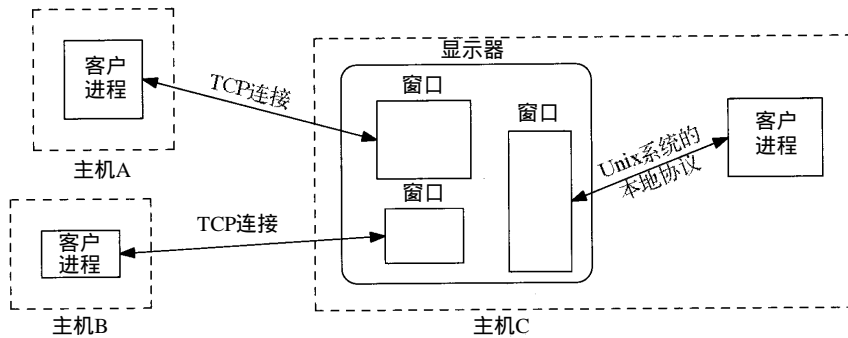 显示器
客户
进程
TCP连接
窗口
窗口
客户
进程
Unix系统的
本地协议
主机A
窗口
TCP连接
客户
进程
主机B
主机C